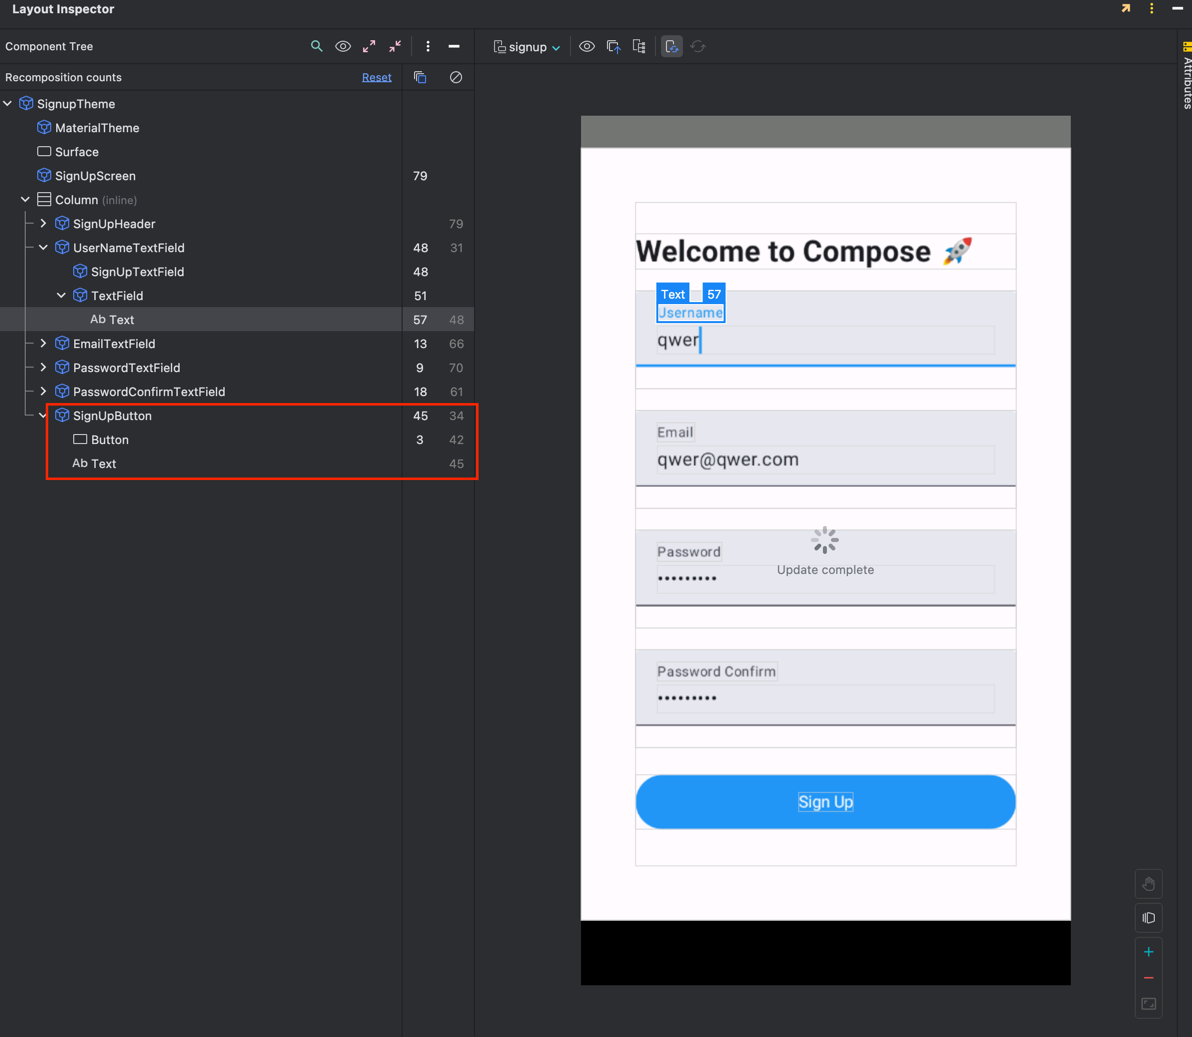 Layout Inspector
Component Tree
signup
Recomposition counts Reset
SignupTheme
MaterialTheme
Surface
SignUpScreen 79
Column (inline)
SignUpHeader 79
UserNameTextField 48 31
SignUpTextField 48
TextField 51
Ab Text 57 48
EmailTextField 13 66
PasswordTextField 9 70
PasswordConfirmTextField 18 61
SignUpButton 45 34
Button 3 42
Ab Text 45
Welcome to Compose 🚀
Text 57
Username
qwer
Email
qwer@qwer.com
Password
•••••••••
Update complete
Password Confirm
•••••••••
Sign Up
Attributes